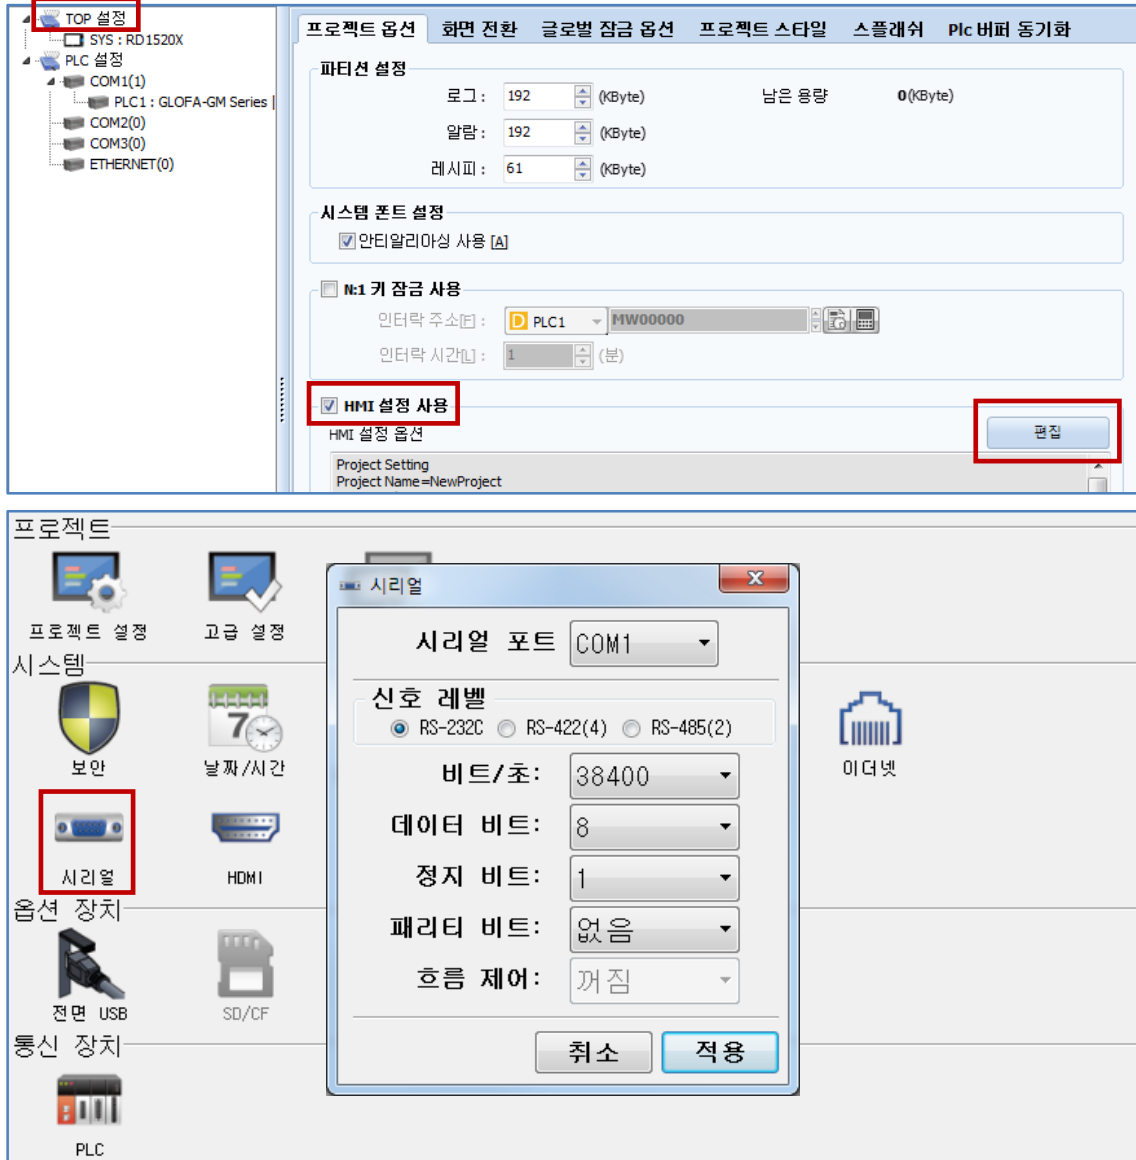 TOP 설정
SYS : RD1520X
PLC 설정
COM1(1)
PLC1 : GLOFA-GM Series |
COM2(0)
COM3(0)
ETHERNET(0)
프로젝트 옵션 화면 전환 글로벌 잠금 옵션 프로젝트 스타일 스플래쉬 Plc 버퍼 동기화
파티션 설정
로그 : 192 (KByte) 남은 용량 0(KByte)
알람 : 192 (KByte)
레시피 : 61 (KByte)
시스템 폰트 설정
안티알리아싱 사용 [A]
N:1 키 잠금 사용
인터락 주소[F] : D PLC1 MW00000
인터락 시간[L] : 1 (분)
HMI 설정 사용
HMI 설정 옵션 편집
Project Setting
Project Name=NewProject
프로젝트
프로젝트 설정 고급 설정
시스템
7
보안 날짜/시간 이더넷
시리얼 HDMI
옵션 장치
전면 USB SD/CF
통신 장치
PLC
시리얼 x
시리얼 포트 COM1
신호 레벨
RS-232C RS-422(4) RS-485(2)
비트/초: 38400
데이터 비트: 8
정지 비트: 1
패리티 비트: 없음
흐름 제어: 꺼짐
취소 적용